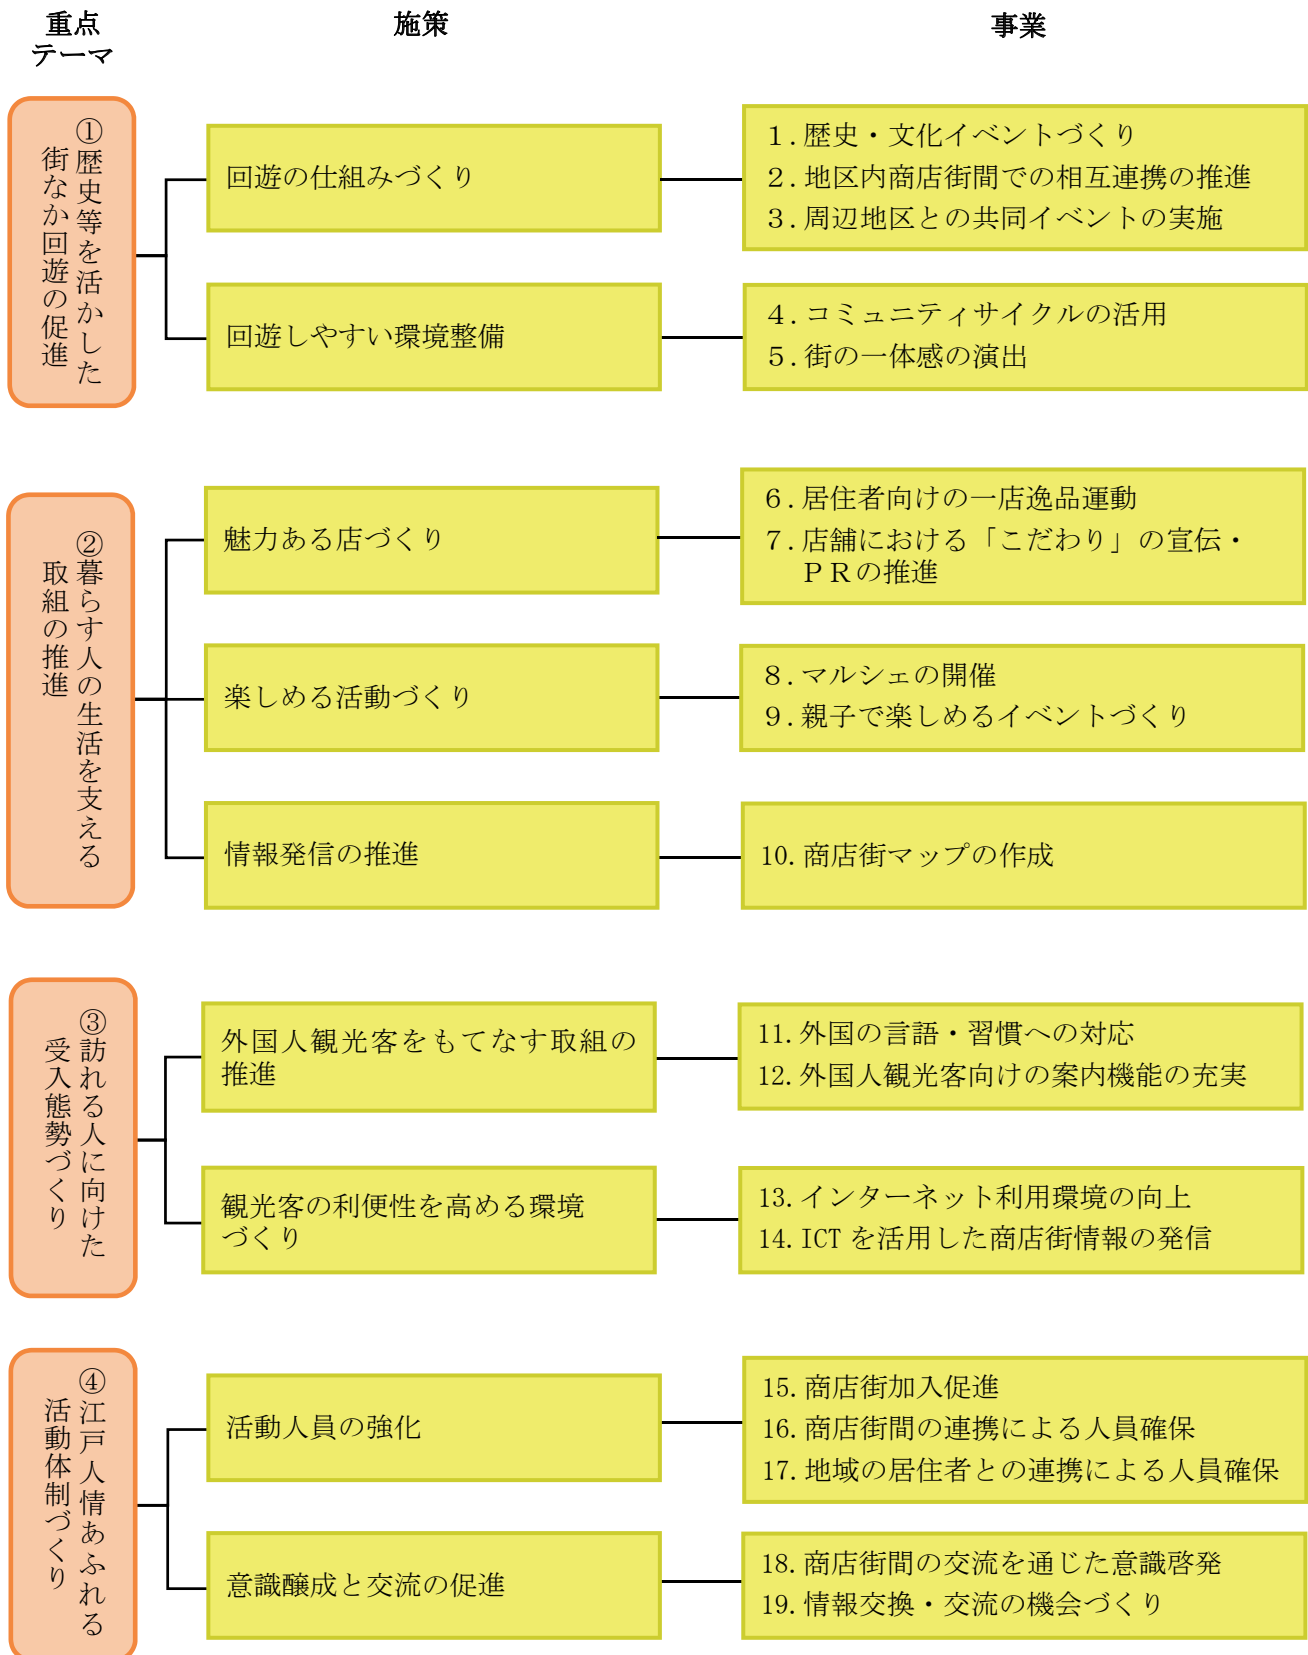 重点
テーマ
施策
事業
①歴史等を活かした
街なか回遊の促進
回遊の仕組みづくり
1.歴史・文化イベントづくり
2.地区内商店街間での相互連携の推進
3.周辺地区との共同イベントの実施
回遊しやすい環境整備
4.コミュニティサイクルの活用
5.街の一体感の演出
②暮らす人の生活を支える
取組の推進
魅力ある店づくり
6.居住者向けの一店逸品運動
7.店舗における「こだわり」の宣伝・
PRの推進
楽しめる活動づくり
8.マルシェの開催
9.親子で楽しめるイベントづくり
情報発信の推進
10.商店街マップの作成
③訪れる人に向けた
受入態勢づくり
外国人観光客をもてなす取組の
推進
11.外国の言語・習慣への対応
12.外国人観光客向けの案内機能の充実
観光客の利便性を高める環境
づくり
13.インターネット利用環境の向上
14.ICTを活用した商店街情報の発信
④江戸人情あふれる
活動体制づくり
活動人員の強化
15.商店街加入促進
16.商店街間の連携による人員確保
17.地域の居住者との連携による人員確保
意識醸成と交流の促進
18.商店街間の交流を通じた意識啓発
19.情報交換・交流の機会づくり